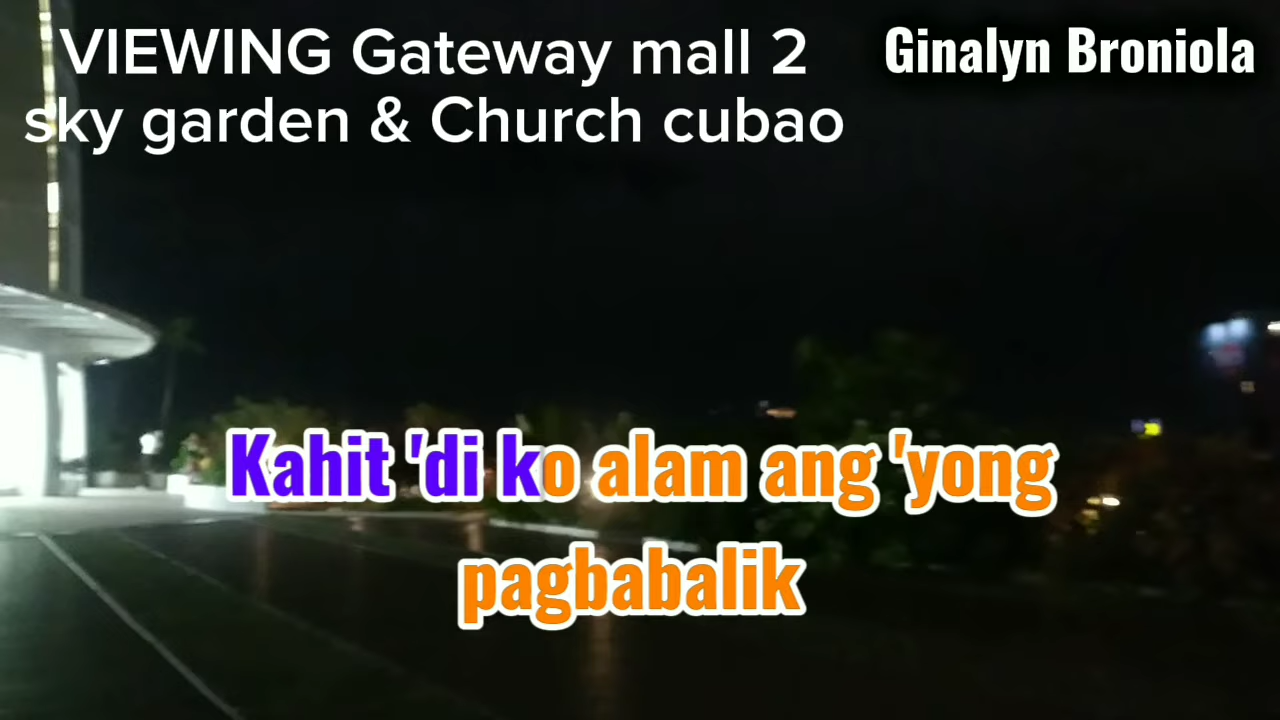 VIEWING Gateway mall 2
sky garden & Church cubao
Ginalyn Broniola
Kahit 'di ko alam ang 'yong
pagbabalik